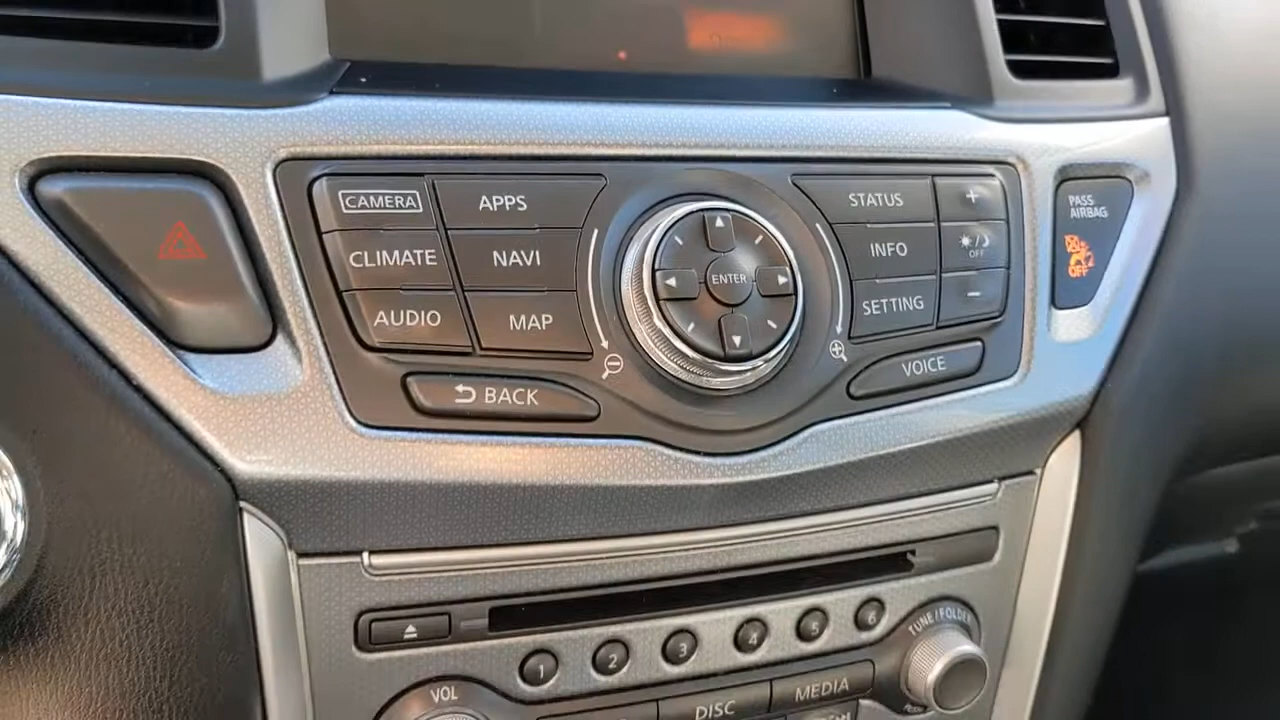 CAMERA
APPS
CLIMATE
NAVI
AUDIO
MAP
BACK
ENTER
STATUS
+
INFO
OFF
SETTING
-
VOICE
PASS
AIRBAG
OFF
1
2
3
4
5
6
TUNE/FOLDER
VOL
DISC
MEDIA